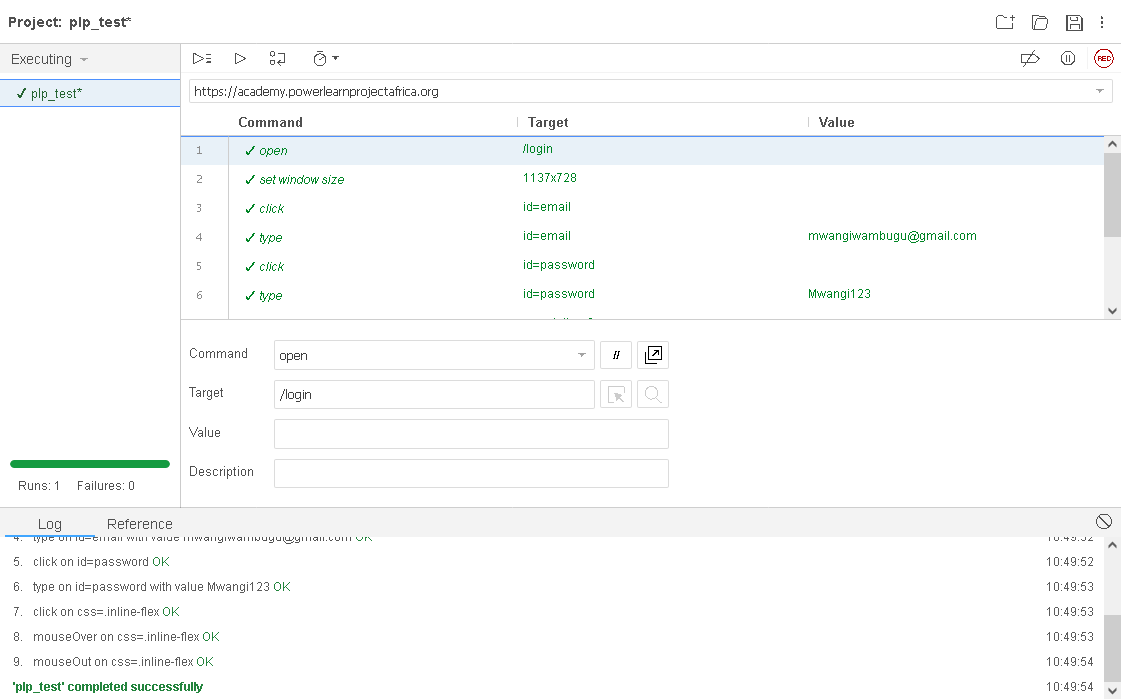 Project: plp_test*
Executing
✓ plp_test*
REC
https://academy.powerlearnprojectafrica.org
Command Target Value
1 ✓ open /login
2 ✓ set window size 1137x728
3 ✓ click id=email
4 ✓ type id=email mwangiwambugu@gmail.com
5 ✓ click id=password
6 ✓ type id=password Mwangi123
Command open //
Target /login
Value
Description
Runs: 1 Failures: 0
Log Reference
4. type on id=email with value mwangiwambugu@gmail.com OK 10:49:52
5. click on id=password OK 10:49:52
6. type on id=password with value Mwangi123 OK 10:49:53
7. click on css=.inline-flex OK 10:49:53
8. mouseOver on css=.inline-flex OK 10:49:53
9. mouseOut on css=.inline-flex OK 10:49:54
'plp_test' completed successfully 10:49:54